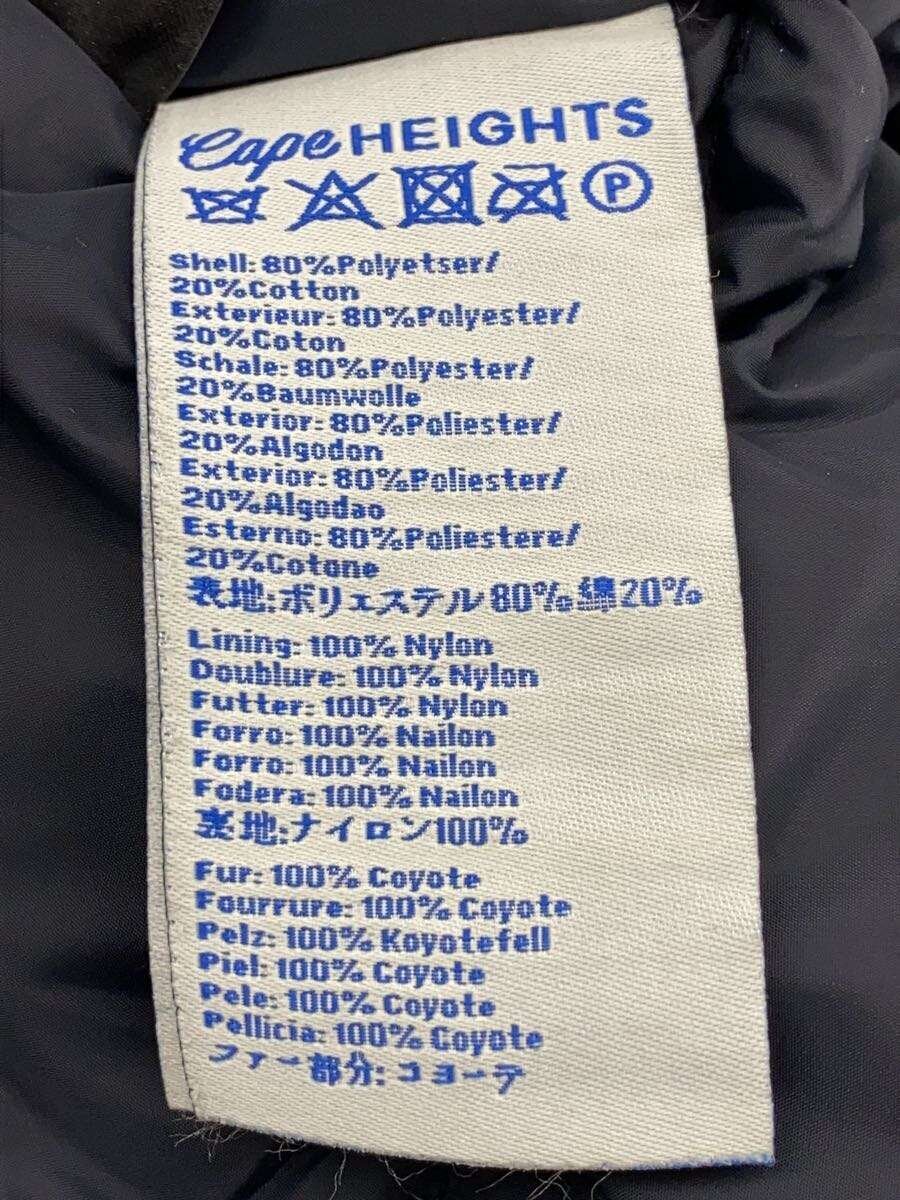 Cape HEIGHTS
P
Shell: 80%Polyetser/
20%Cotton
Exterieur: 80%Polyester/
20%Coton
Schale: 80%Polyester/
20%Baumwolle
Exterior: 80%Poliester/
20%Algodon
Exterior: 80%Poliester/
20%Algodao
Esterno: 80%Poliestere/
20%Cotone
表地:ポリェステル80%綿20%
Lining: 100% Nylon
Doublure: 100% Nylon
Futter: 100% Nylon
Forro: 100% Nailon
Forro: 100% Nailon
Fodera: 100% Nailon
裏地:ナイロン100%
Fur: 100% Coyote
Fourrure: 100% Coyote
Pelz: 100% Koyotefell
Piel: 100% Coyote
Pele: 100% Coyote
Pellicia: 100% Coyote
ファー部分: コヨーテ